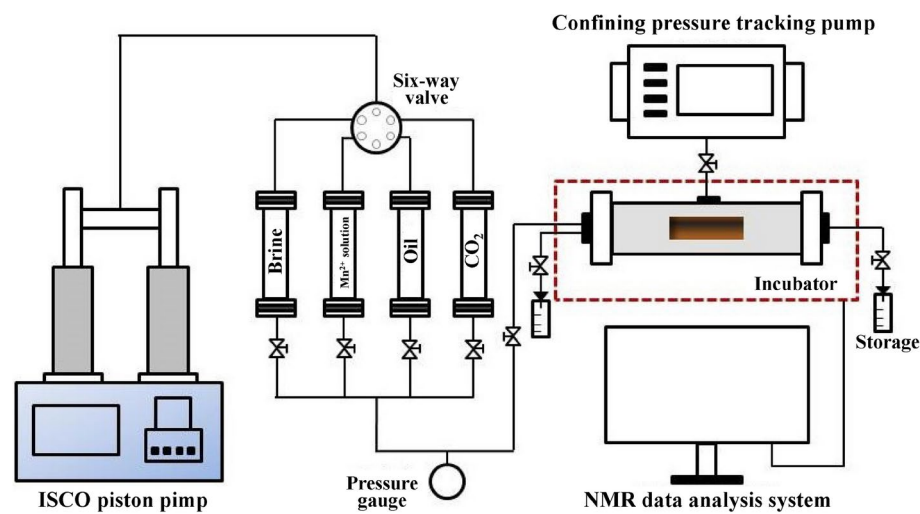 Confining pressure tracking pump
Six-way
valve
Brine
Mn²⁺ solution
Oil
CO₂
Incubator
Storage
Pressure
gauge
ISCO piston pimp
NMR data analysis system